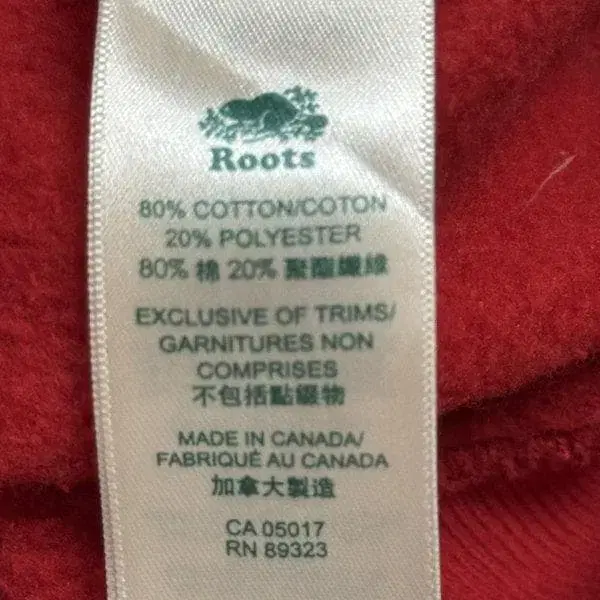 Roots
80% COTTON/COTON
20% POLYESTER
80% 棉 20% 聚酯纖維
EXCLUSIVE OF TRIMS/
GARNITURES NON
COMPRISES
不包括點綴物
MADE IN CANADA/
FABRIQUÉ AU CANADA
加拿大製造
CA 05017
RN 89323